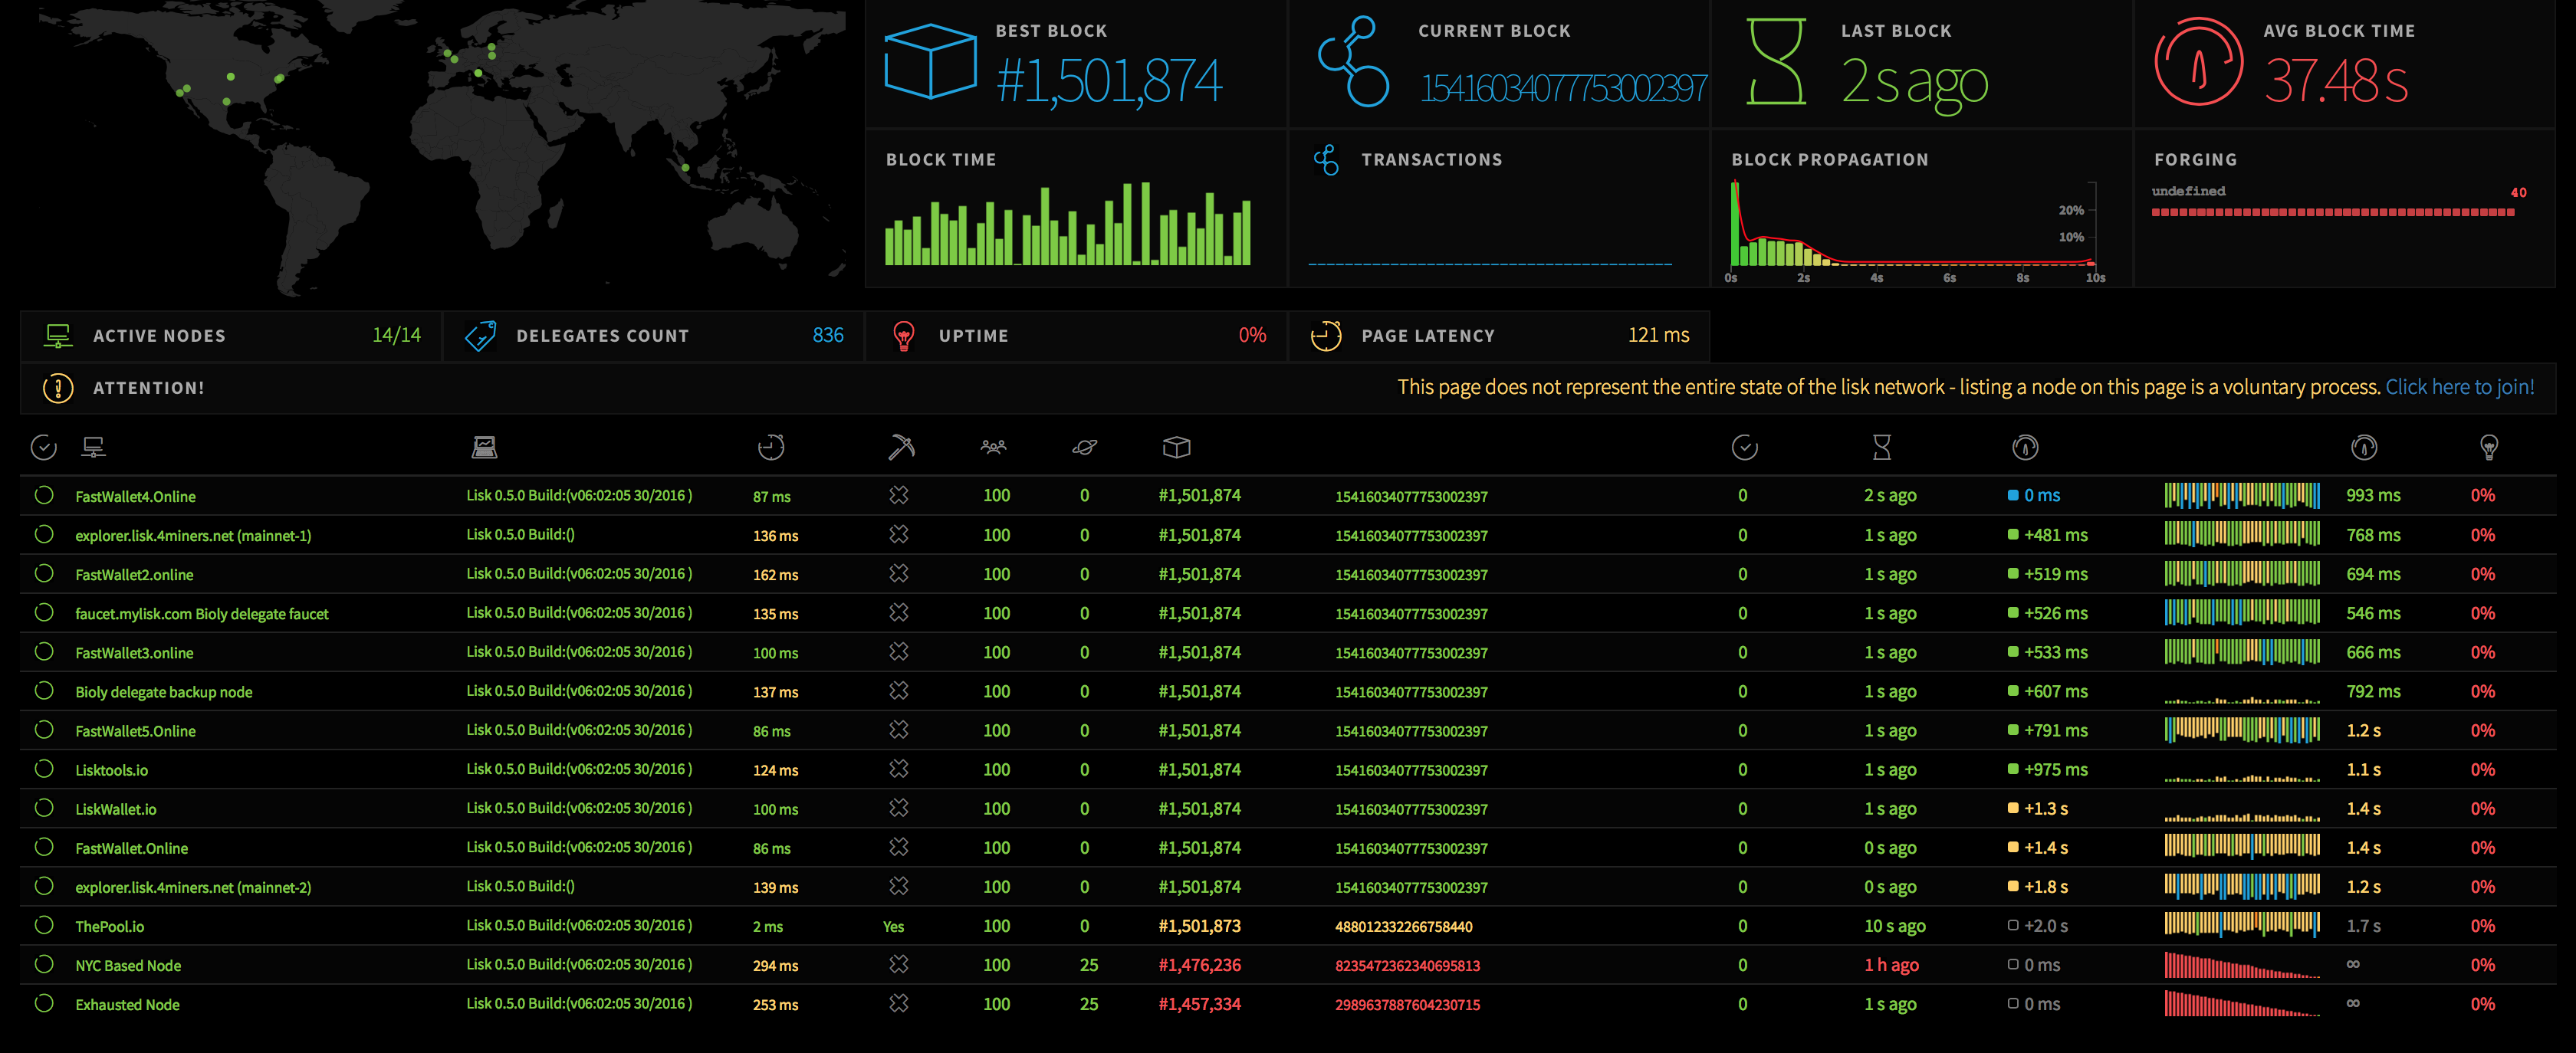 BEST BLOCK
#1,501,874
CURRENT BLOCK
15416034077753002397
LAST BLOCK
2 s ago
AVG BLOCK TIME
37.48 s
BLOCK TIME
TRANSACTIONS
BLOCK PROPAGATION
20%
10%
0s 2s 4s 6s 8s 10s
FORGING
undefined 40
ACTIVE NODES 14/14
DELEGATES COUNT 836
UPTIME 0%
PAGE LATENCY 121 ms
ATTENTION! This page does not represent the entire state of the lisk network - listing a node on this page is a voluntary process. Click here to join!
FastWallet4.Online Lisk 0.5.0 Build:(v06:02:05 30/2016 ) 87 ms 100 0 #1,501,874 15416034077753002397 0 2 s ago 0 ms 993 ms 0%
explorer.lisk.4miners.net (mainnet-1) Lisk 0.5.0 Build:() 136 ms 100 0 #1,501,874 15416034077753002397 0 1 s ago +481 ms 768 ms 0%
FastWallet2.online Lisk 0.5.0 Build:(v06:02:05 30/2016 ) 162 ms 100 0 #1,501,874 15416034077753002397 0 1 s ago +519 ms 694 ms 0%
faucet.mylisk.com Bioly delegate faucet Lisk 0.5.0 Build:(v06:02:05 30/2016 ) 135 ms 100 0 #1,501,874 15416034077753002397 0 1 s ago +526 ms 546 ms 0%
FastWallet3.online Lisk 0.5.0 Build:(v06:02:05 30/2016 ) 100 ms 100 0 #1,501,874 15416034077753002397 0 1 s ago +533 ms 666 ms 0%
Bioly delegate backup node Lisk 0.5.0 Build:(v06:02:05 30/2016 ) 137 ms 100 0 #1,501,874 15416034077753002397 0 1 s ago +607 ms 792 ms 0%
FastWallet5.Online Lisk 0.5.0 Build:(v06:02:05 30/2016 ) 86 ms 100 0 #1,501,874 15416034077753002397 0 1 s ago +791 ms 1.2 s 0%
Lisktools.io Lisk 0.5.0 Build:(v06:02:05 30/2016 ) 124 ms 100 0 #1,501,874 15416034077753002397 0 1 s ago +975 ms 1.1 s 0%
LiskWallet.io Lisk 0.5.0 Build:(v06:02:05 30/2016 ) 100 ms 100 0 #1,501,874 15416034077753002397 0 1 s ago +1.3 s 1.4 s 0%
FastWallet.Online Lisk 0.5.0 Build:(v06:02:05 30/2016 ) 86 ms 100 0 #1,501,874 15416034077753002397 0 0 s ago +1.4 s 1.4 s 0%
explorer.lisk.4miners.net (mainnet-2) Lisk 0.5.0 Build:() 139 ms 100 0 #1,501,874 15416034077753002397 0 0 s ago +1.8 s 1.2 s 0%
ThePool.io Lisk 0.5.0 Build:(v06:02:05 30/2016 ) 2 ms Yes 100 0 #1,501,873 488012332266758440 0 10 s ago +2.0 s 1.7 s 0%
NYC Based Node Lisk 0.5.0 Build:(v06:02:05 30/2016 ) 294 ms 100 25 #1,476,236 8235472362340695813 0 1 h ago 0 ms ∞ 0%
Exhausted Node Lisk 0.5.0 Build:(v06:02:05 30/2016 ) 253 ms 100 25 #1,457,334 2989637887604230715 0 1 s ago 0 ms ∞ 0%